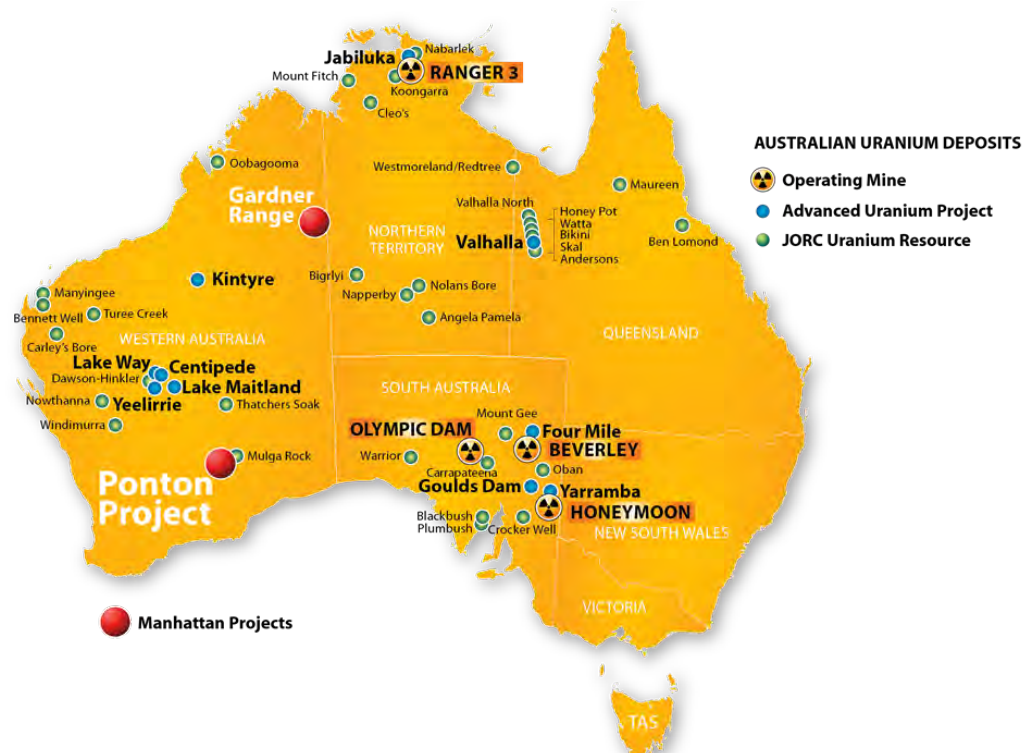 Jabiluka
Nabarlek
RANGER 3
Mount Fitch
Koongarra
Cleo's
AUSTRALIAN URANIUM DEPOSITS
Operating Mine
Advanced Uranium Project
JORC Uranium Resource
Oobagooma
Westmoreland/Redtree
Maureen
Gardner
Range
Valhalla North
Honey Pot
Watta
Bikini
Skal
Andersons
NORTHERN
TERRITORY
Valhalla
Ben Lomond
Kintyre
Bigrlyi
Nolans Bore
Napperby
Manyingee
Bennett Well
Turee Creek
Angela Pamela
Carley's Bore
WESTERN AUSTRALIA
QUEENSLAND
Lake Way
Centipede
Dawson-Hinkler
Lake Maitland
SOUTH AUSTRALIA
Nowthanna
Yeelirrie
Thatchers Soak
Windimurra
Mount Gee
OLYMPIC DAM
Four Mile
BEVERLEY
Mulga Rock
Warrior
Carrapateena
Oban
Ponton
Project
Goulds Dam
Yarramba
HONEYMOON
Blackbush
Plumbush
Crocker Well
NEW SOUTH WALES
VICTORIA
Manhattan Projects
TAS